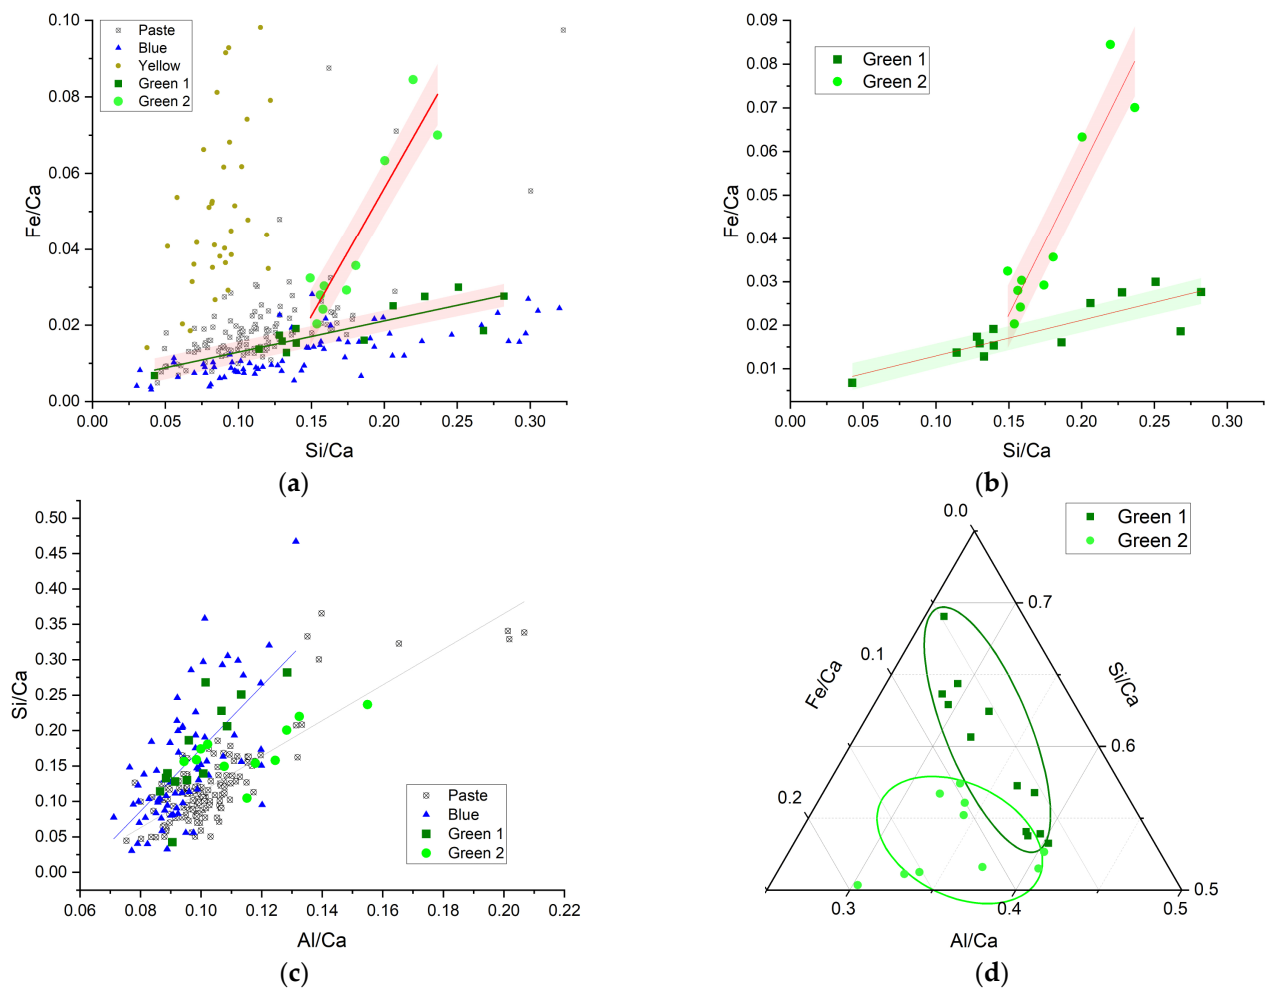 Fe/Ca
0.10
0.08
0.06
0.04
0.02
0.00
Paste
Blue
Yellow
Green 1
Green 2
0.00 0.05 0.10 0.15 0.20 0.25 0.30
Si/Ca
(a)
Fe/Ca
0.09
0.08
0.07
0.06
0.05
0.04
0.03
0.02
0.01
Green 1
Green 2
0.00 0.05 0.10 0.15 0.20 0.25 0.30
Si/Ca
(b)
Si/Ca
0.50
0.45
0.40
0.35
0.30
0.25
0.20
0.15
0.10
0.05
0.00
Paste
Blue
Green 1
Green 2
0.06 0.08 0.10 0.12 0.14 0.16 0.18 0.20 0.22
Al/Ca
(c)
Green 1
Green 2
0.0
0.7
0.1
Fe/Ca
Si/Ca
0.6
0.2
0.5
0.3 0.4 0.5
Al/Ca
(d)